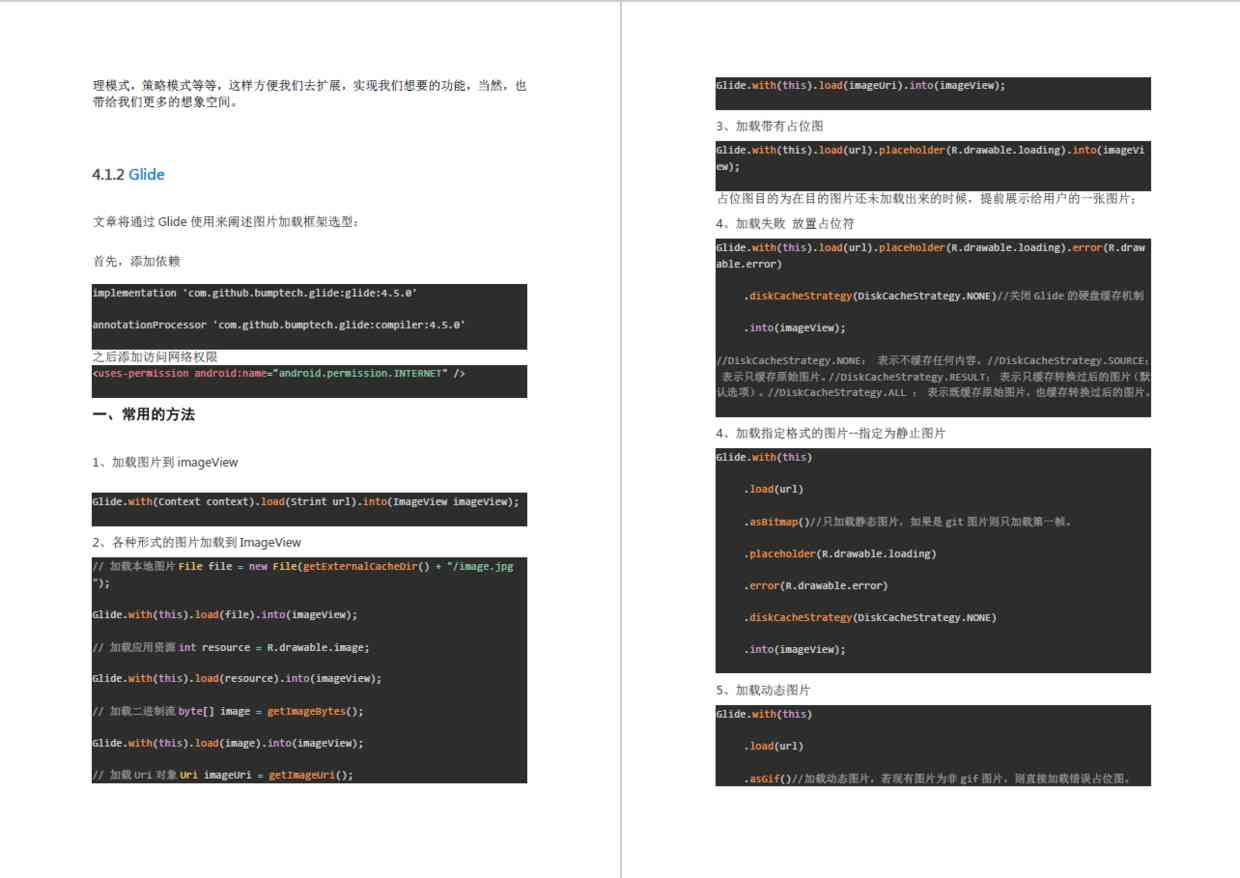 理模式，策略模式等等，这样方便我们去扩展，实现我们想要的功能，当然，也
带给我们更多的想象空间。
4.1.2 Glide
文章将通过 Glide 使用来阐述图片加载框架选型：
首先，添加依赖
implementation 'com.github.bumptech.glide:glide:4.5.0'
annotationProcessor 'com.github.bumptech.glide:compiler:4.5.0'
之后添加访问网络权限
<uses-permission android:name="android.permission.INTERNET" />
一、常用的方法
1、加载图片到 imageView
Glide.with(Context context).load(Strint url).into(ImageView imageView);
2、各种形式的图片加载到 ImageView
// 加载本地图片 File file = new File(getExternalCacheDir() + "/image.jpg
");
Glide.with(this).load(file).into(imageView);
// 加载应用资源 int resource = R.drawable.image;
Glide.with(this).load(resource).into(imageView);
// 加载二进制流 byte[] image = getImageBytes();
Glide.with(this).load(image).into(imageView);
// 加载 Uri 对象 Uri imageUri = getImageUri();
Glide.with(this).load(imageUri).into(imageView);
3、加载带有占位图
Glide.with(this).load(url).placeholder(R.drawable.loading).into(imageVi
ew);
占位图目的为在目的图片还未加载出来的时候，提前展示给用户的一张图片；
4、加载失败 放置占位符
Glide.with(this).load(url).placeholder(R.drawable.loading).error(R.draw
able.error)
.diskCacheStrategy(DiskCacheStrategy.NONE)//关闭 Glide 的硬盘缓存机制
.into(imageView);
//DiskCacheStrategy.NONE： 表示不缓存任何内容。//DiskCacheStrategy.SOURCE：
表示只缓存原始图片。//DiskCacheStrategy.RESULT： 表示只缓存转换过后的图片（默
认选项）。//DiskCacheStrategy.ALL ： 表示既缓存原始图片，也缓存转换过后的图片。
4、加载指定格式的图片--指定为静止图片
Glide.with(this)
.load(url)
.asBitmap()//只加载静态图片，如果是 git 图片则只加载第一帧。
.placeholder(R.drawable.loading)
.error(R.drawable.error)
.diskCacheStrategy(DiskCacheStrategy.NONE)
.into(imageView);
5、加载动态图片
Glide.with(this)
.load(url)
.asGif()//加载动态图片，若现有图片为非 gif 图片，则直接加载错误占位图。